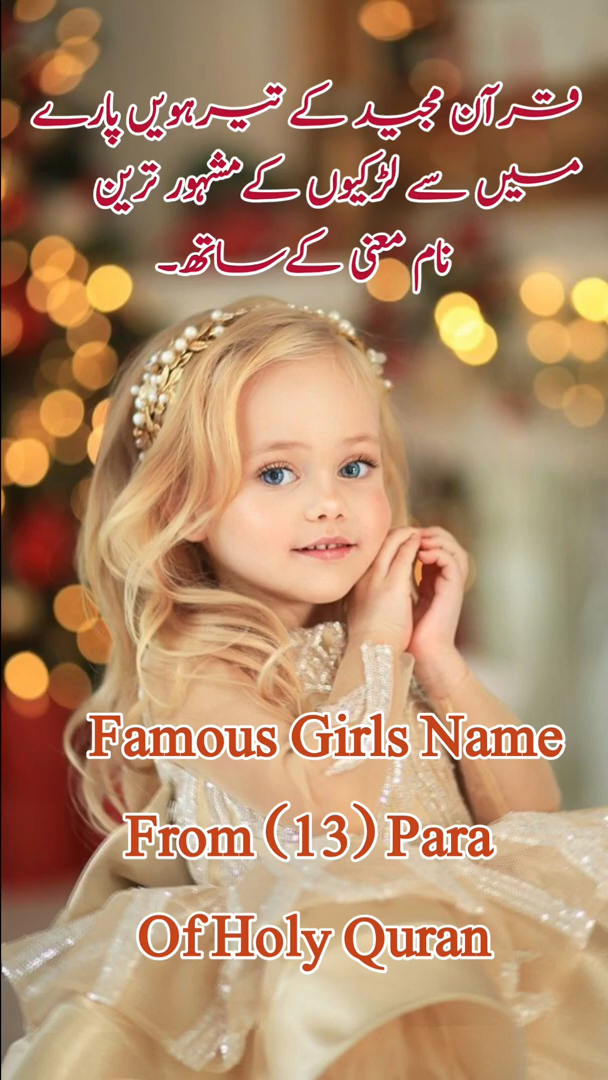 قرآن مجید کے تیرہویں پارے
میں سے لڑکیوں کے مشہور ترین
نام معنی کے ساتھ۔
Famous Girls Name
From (13) Para
Of Holy Quran